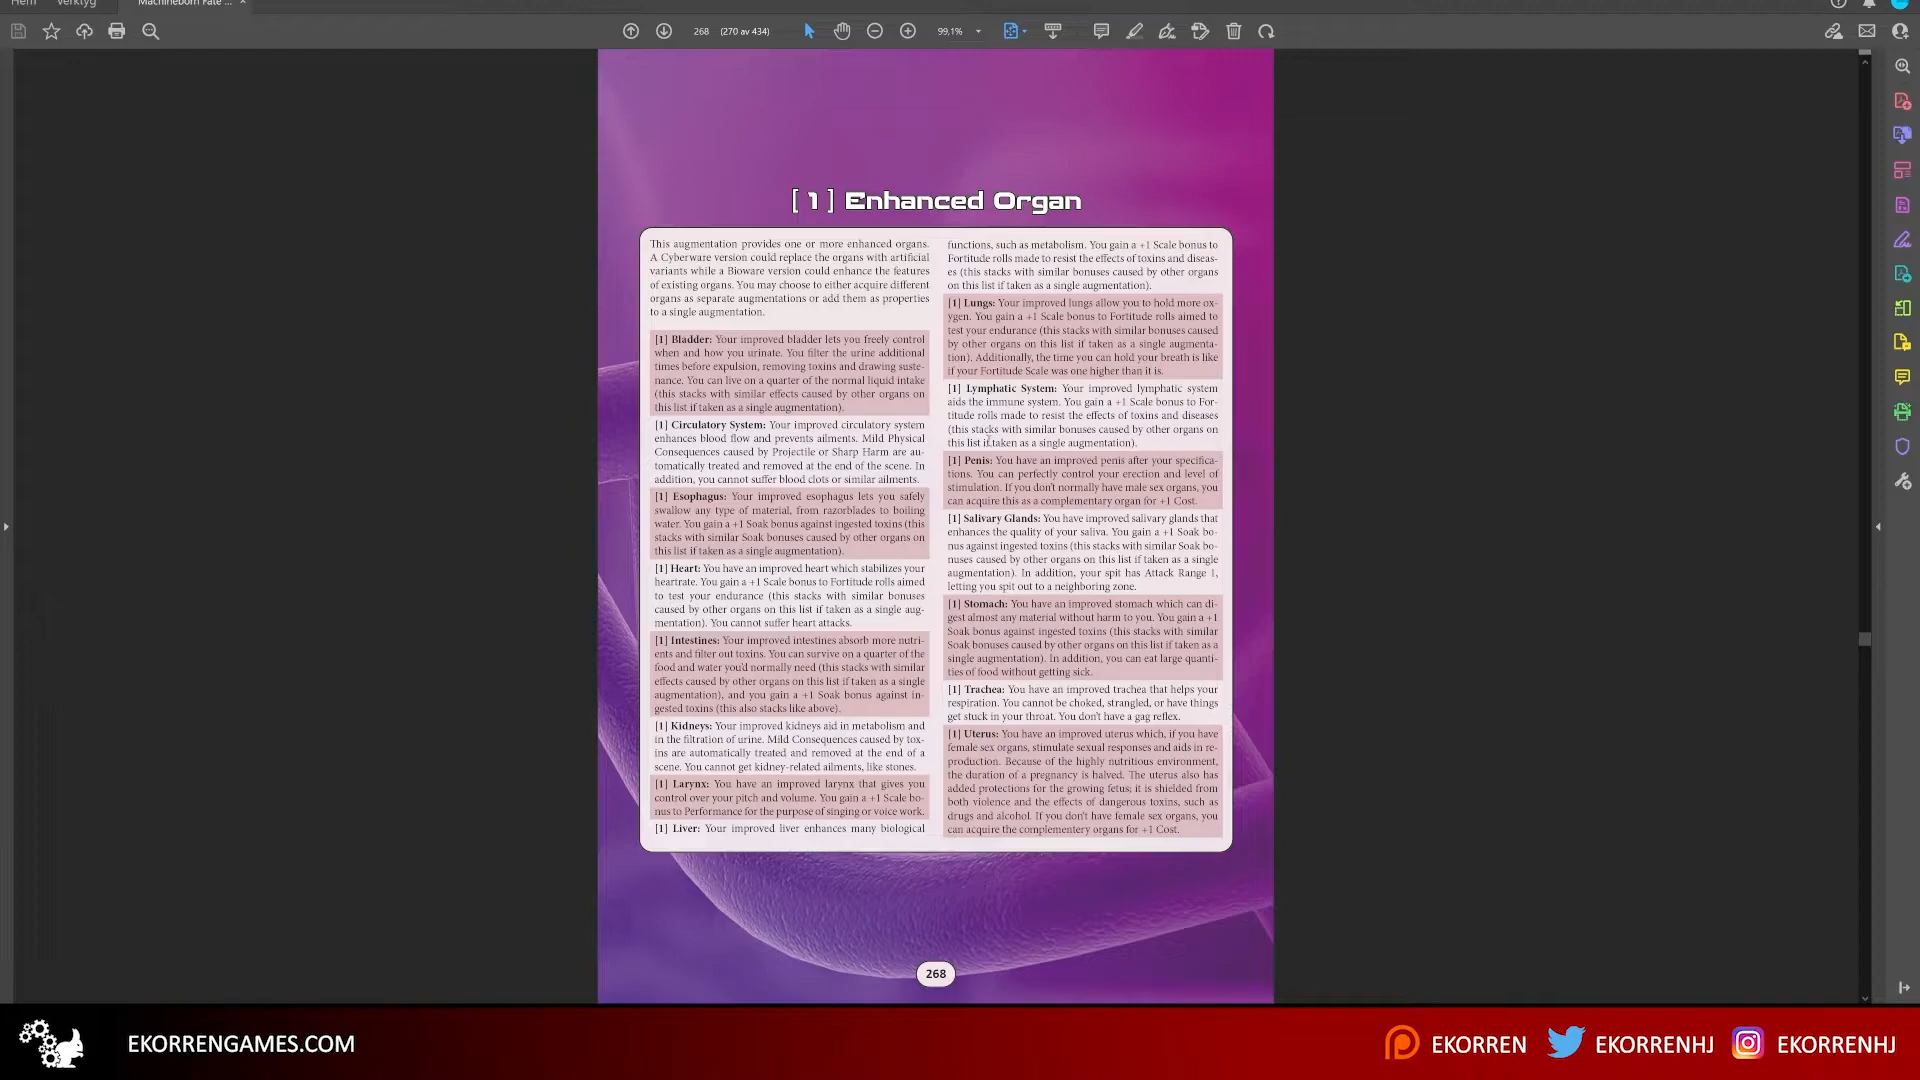 Hem
Verktyg
Machineborn Fate ...
268 (270 av 434)
99,1%
[ 1 ] Enhanced Organ
This augmentation provides one or more enhanced organs.
A Cyberware version could replace the organs with artificial
variants while a Bioware version could enhance the features
of existing organs. You may choose to either acquire different
organs as separate augmentations or add them as properties
to a single augmentation.
[1] Bladder: Your improved bladder lets you freely control
when and how you urinate. You filter the urine additional
times before expulsion, removing toxins and drawing suste-
nance. You can live on a quarter of the normal liquid intake
(this stacks with similar effects caused by other organs on
this list if taken as a single augmentation).
[1] Circulatory System: Your improved circulatory system
enhances blood flow and prevents ailments. Mild Physical
Consequences caused by Projectile or Sharp Harm are au-
tomatically treated and removed at the end of the scene. In
addition, you cannot suffer blood clots or similar ailments.
[1] Esophagus: Your improved esophagus lets you safely
swallow any type of material, from razorblades to boiling
water. You gain a +1 Soak bonus against ingested toxins (this
stacks with similar Soak bonuses caused by other organs on
this list if taken as a single augmentation).
[1] Heart: You have an improved heart which stabilizes your
heartrate. You gain a +1 Scale bonus to Fortitude rolls aimed
to test your endurance (this stacks with similar bonuses
caused by other organs on this list if taken as a single aug-
mentation). You cannot suffer heart attacks.
[1] Intestines: Your improved intestines absorb more nutri-
ents and filter out toxins. You can survive on a quarter of the
food and water you'd normally need (this stacks with similar
effects caused by other organs on this list if taken as a single
augmentation), and you gain a +1 Soak bonus against in-
gested toxins (this also stacks like above).
[1] Kidneys: Your improved kidneys aid in metabolism and
in the filtration of urine. Mild Consequences caused by tox-
ins are automatically treated and removed at the end of a
scene. You cannot get kidney-related ailments, like stones.
[1] Larynx: You have an improved larynx that gives you
control over your pitch and volume. You gain a +1 Scale bo-
nus to Performance for the purpose of singing or voice work.
[1] Liver: Your improved liver enhances many biological
functions, such as metabolism. You gain a +1 Scale bonus to
Fortitude rolls made to resist the effects of toxins and diseas-
es (this stacks with similar bonuses caused by other organs
on this list if taken as a single augmentation).
[1] Lungs: Your improved lungs allow you to hold more ox-
ygen. You gain a +1 Scale bonus to Fortitude rolls aimed to
test your endurance (this stacks with similar bonuses caused
by other organs on this list if taken as a single augmenta-
tion). Additionally, the time you can hold your breath is like
if your Fortitude Scale was one higher than it is.
[1] Lymphatic System: Your improved lymphatic system
aids the immune system. You gain a +1 Scale bonus to For-
titude rolls made to resist the effects of toxins and diseases
(this stacks with similar bonuses caused by other organs on
this list if taken as a single augmentation).
[1] Penis: You have an improved penis after your specifica-
tions. You can perfectly control your erection and level of
stimulation. If you don't normally have male sex organs, you
can acquire this as a complementary organ for +1 Cost.
[1] Salivary Glands: You have improved salivary glands that
enhances the quality of your saliva. You gain a +1 Soak bo-
nus against ingested toxins (this stacks with similar Soak bo-
nuses caused by other organs on this list if taken as a single
augmentation). In addition, your spit has Attack Range 1,
letting you spit out to a neighboring zone.
[1] Stomach: You have an improved stomach which can di-
gest almost any material without harm to you. You gain a +1
Soak bonus against ingested toxins (this stacks with similar
Soak bonuses caused by other organs on this list if taken as a
single augmentation). In addition, you can eat large quanti-
ties of food without getting sick.
[1] Trachea: You have an improved trachea that helps your
respiration. You cannot be choked, strangled, or have things
get stuck in your throat. You don't have a gag reflex.
[1] Uterus: You have an improved uterus which, if you have
female sex organs, stimulate sexual responses and aids in re-
production. Because of the highly nutritious environment,
the duration of a pregnancy is halved. The uterus also has
added protections for the growing fetus; it is shielded from
both violence and the effects of dangerous toxins, such as
drugs and alcohol. If you don't have female sex organs, you
can acquire the complementery organs for +1 Cost.
268
EKORRENGAMES.COM
EKORREN
EKORRENHJ
EKORRENHJ